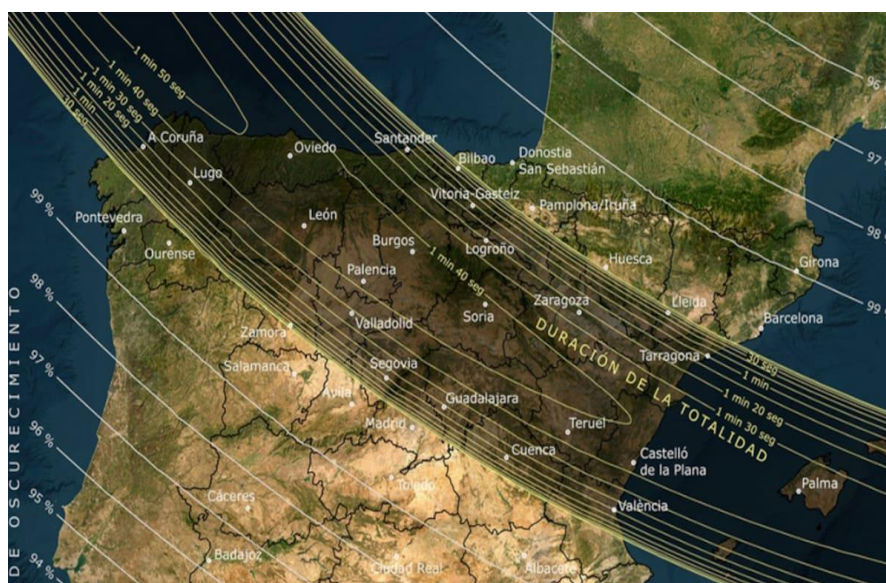 1 min 50 seg
1 min 40 seg
1 min 30 seg
1 min 20 seg
1 min
30 seg
96
97
98
99
A Coruña
Oviedo
Santander
Bilbao
Donostia
San Sebastián
Lugo
Vitoria-Gasteiz
Pamplona/Iruña
99 %
Pontevedra
León
Ourense
Burgos
Logroño
Huesca
Girona
1 min 40 seg
98 %
Palencia
Zaragoza
Lleida
Soria
Valladolid
Barcelona
Zamora
DURACIÓN DE LA TOTALIDAD
Tarragona
30 seg
1 min
1 min 20 seg
1 min 30 seg
97 %
Salamanca
Segovia
Ávila
Guadalajara
Madrid
Teruel
96 %
Cuenca
Castelló
de la Plana
Toledo
Palma
95 %
Cáceres
València
94 %
Badajoz
Ciudad Real
Albacete
DE OSCURECIMIENTO